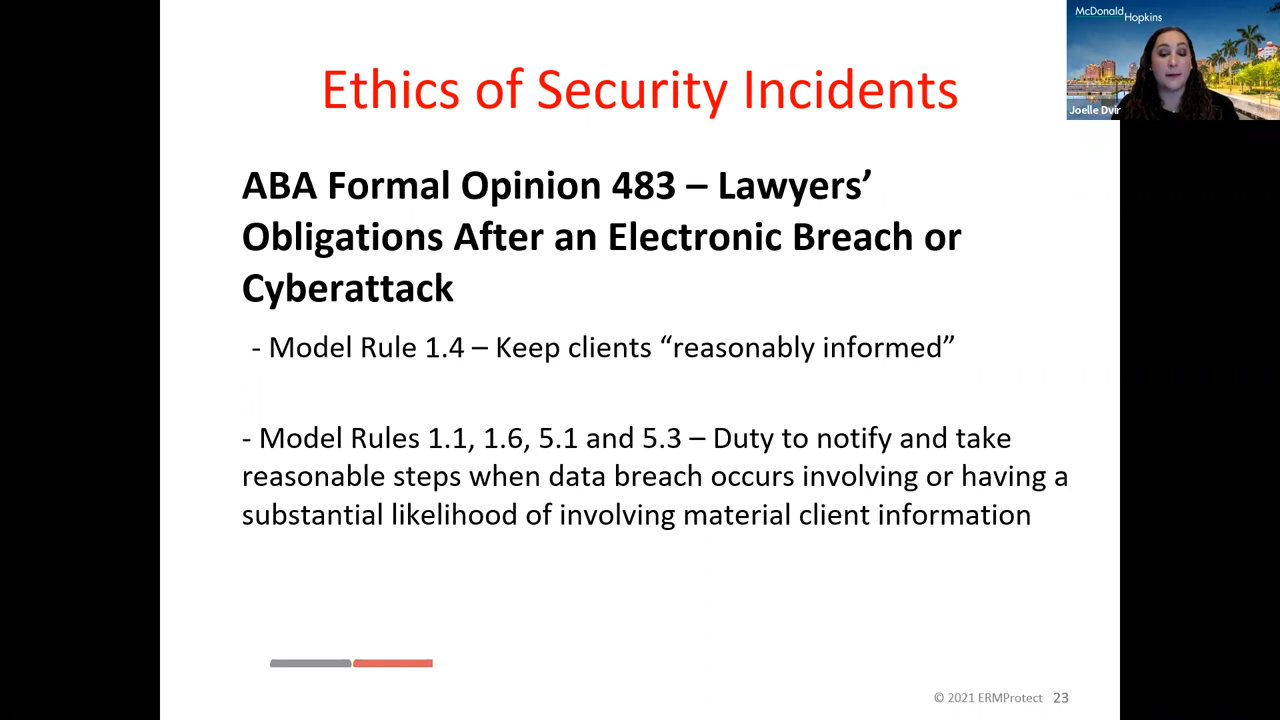 McDonald
Hopkins
Joelle
Ethics of Security Incidents
ABA Formal Opinion 483 – Lawyers’
Obligations After an Electronic Breach or
Cyberattack
- Model Rule 1.4 – Keep clients “reasonably informed”
- Model Rules 1.1, 1.6, 5.1 and 5.3 – Duty to notify and take
reasonable steps when data breach occurs involving or having a
substantial likelihood of involving material client information
© 2021 ERMProtect 23